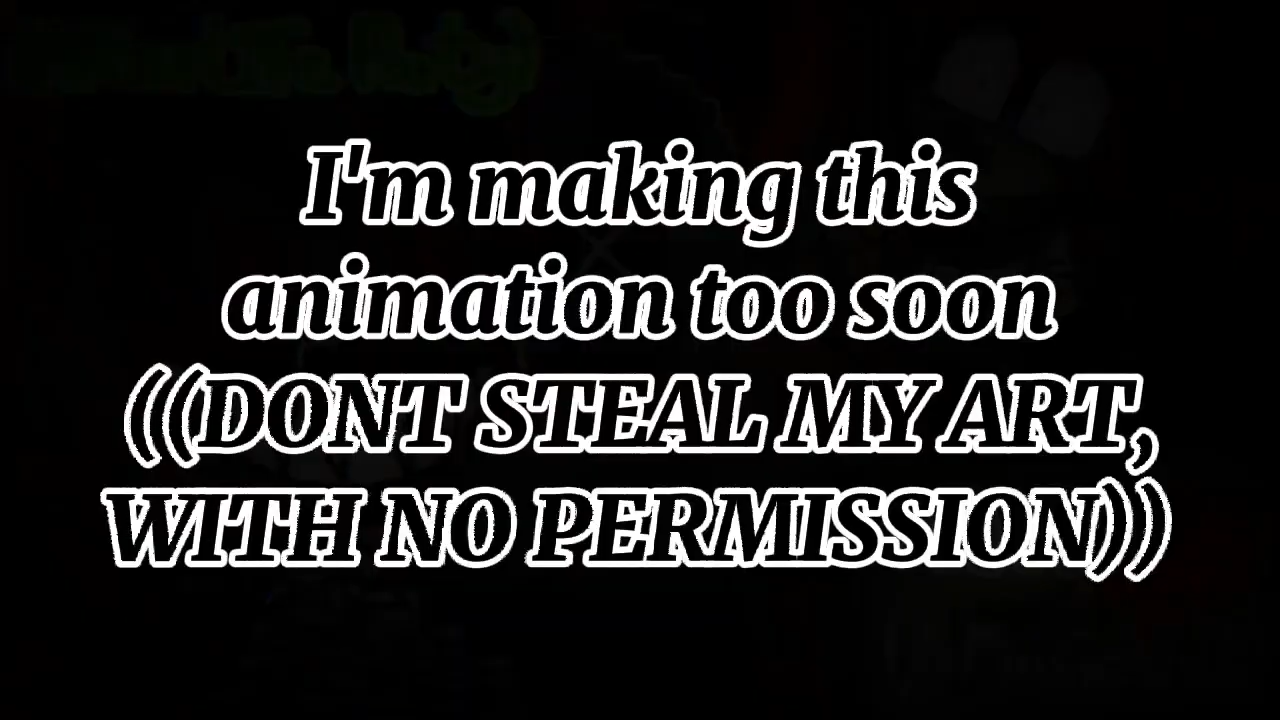 I'm making this
animation too soon
(((DONT STEAL MY ART,
WITH NO PERMISSION)))